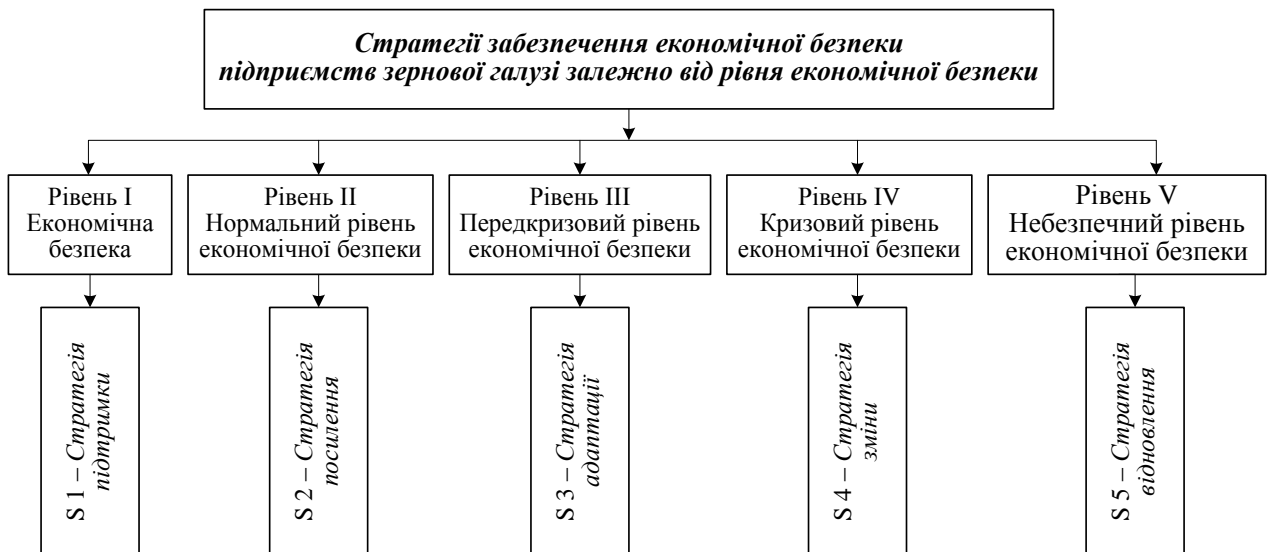 Стратегії забезпечення економічної безпеки
підприємств зернової галузі залежно від рівня економічної безпеки
Рівень I
Економічна
безпека
Рівень II
Нормальний рівень
економічної безпеки
Рівень III
Передкризовий рівень
економічної безпеки
Рівень IV
Кризовий рівень
економічної безпеки
Рівень V
Небезпечний рівень
економічної безпеки
S 1 – Стратегія
підтримки
S 2 – Стратегія
посилення
S 3 – Стратегія
адаптації
S 4 – Стратегія
зміни
S 5 – Стратегія
відновлення